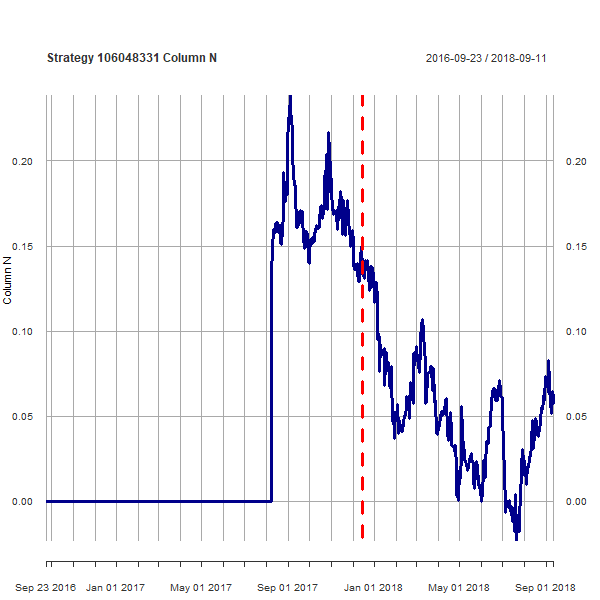 Strategy 106048331 Column N 2016-09-23 / 2018-09-11
0.20 0.20
0.15 0.15
Column N
0.10 0.10
0.05 0.05
0.00 0.00
Sep 23 2016 Jan 01 2017 May 01 2017 Sep 01 2017 Jan 01 2018 May 01 2018 Sep 01 2018